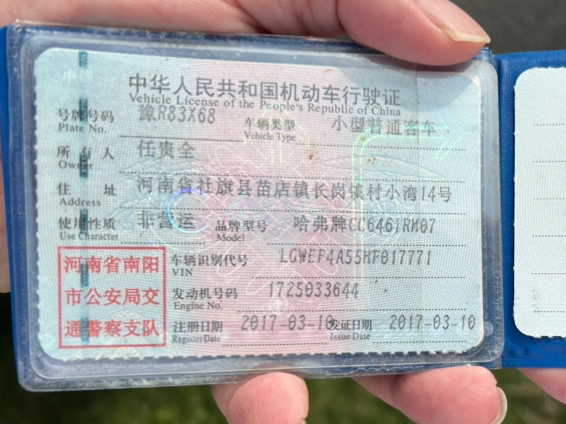 中华人民共和国机动车行驶证
Vehicle License of the People's Republic of China
号牌号码 豫R83X68 车辆类型 小型普通客车
Plate No. Vehicle Type
所有人 任贵全
Owner
住址 河南省社旗县苗店镇长岗镇村小湾14号
Address
使用性质 非营运 品牌型号 哈弗牌CC6461RM07
Use Character Model
河南省南阳
市公安局交
通警察支队
车辆识别代号 LGWEF4A55HF017771
VIN
发动机号码 1725033644
Engine No.
注册日期 2017-03-10 发证日期 2017-03-10
Register Date Issue Date